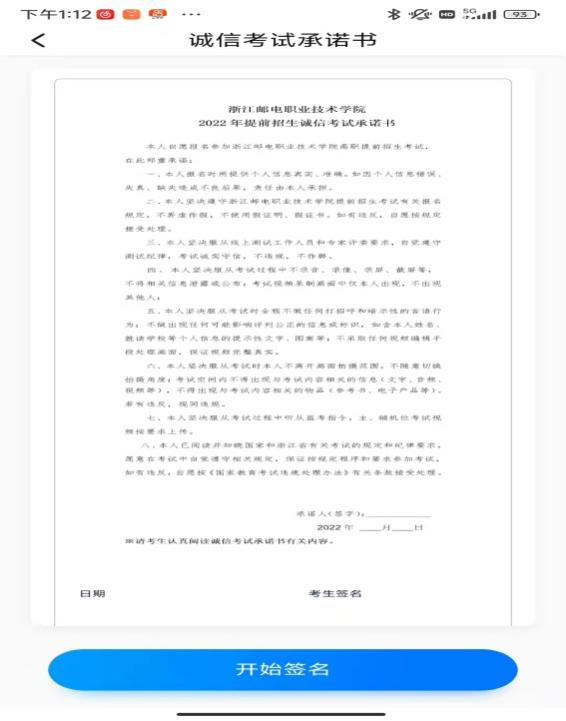 下午1:12
HD 5G 93
诚信考试承诺书
浙江邮电职业技术学院
2022 年提前招生诚信考试承诺书
本人自愿报名参加浙江邮电职业技术学院高职提前招生考试，
在此郑重承诺：
一、本人报名时所提供个人信息真实、准确。如因个人信息错误、
失真、缺失造成不良后果，责任由本人承担。
二、本人坚决遵守浙江邮电职业技术学院提前招生考试有关报名
规定，不弄虚作假，不使用假证明、假证书。如有违反，自愿按规定
接受处理。
三、本人坚决服从线上测试工作人员和专家评委要求，自觉遵守
测试纪律，考试诚实守信，不违规，不作弊。
四、本人坚决服从考试过程中不录音、录像、录屏、截屏等，
不将相关信息泄露或公布；考试视频录制画面中仅本人出现，不出现
其他人；
五、本人坚决服从考试时全程不做任何打招呼和暗示性的言语行
为；不做出现任何可能影响评判公正的信息或标识，如含本人姓名、
就读学校等个人信息的提示性文字、图案等；不采取任何视频编辑手
段处理画面，保证视频完整真实。
六、本人坚决服从考试时本人不离开画面拍摄范围，不随意切换
拍摄角度；考试空间内不得出现与考试内容相关的信息（文字、音频、
视频等），不得出现与考试内容相关的物品（参考书、电子产品等）。
若有违反，视同违规。
七、本人坚决服从考试过程中听从监考指令，主、辅机位考试视
频按要求上传。
八、本人已阅读并知晓国家和浙江省有关考试的规定和纪律要求，
愿意在考试中自觉遵守相关规定，保证按规定程序和要求参加考试，
如有违反，自愿按《国家教育考试违规处理办法》有关条款接受处理。
承诺人（签字）：________
2022 年 ____月____日
※请考生认真阅读诚信考试承诺书有关内容。
日期 考生签名
开始签名